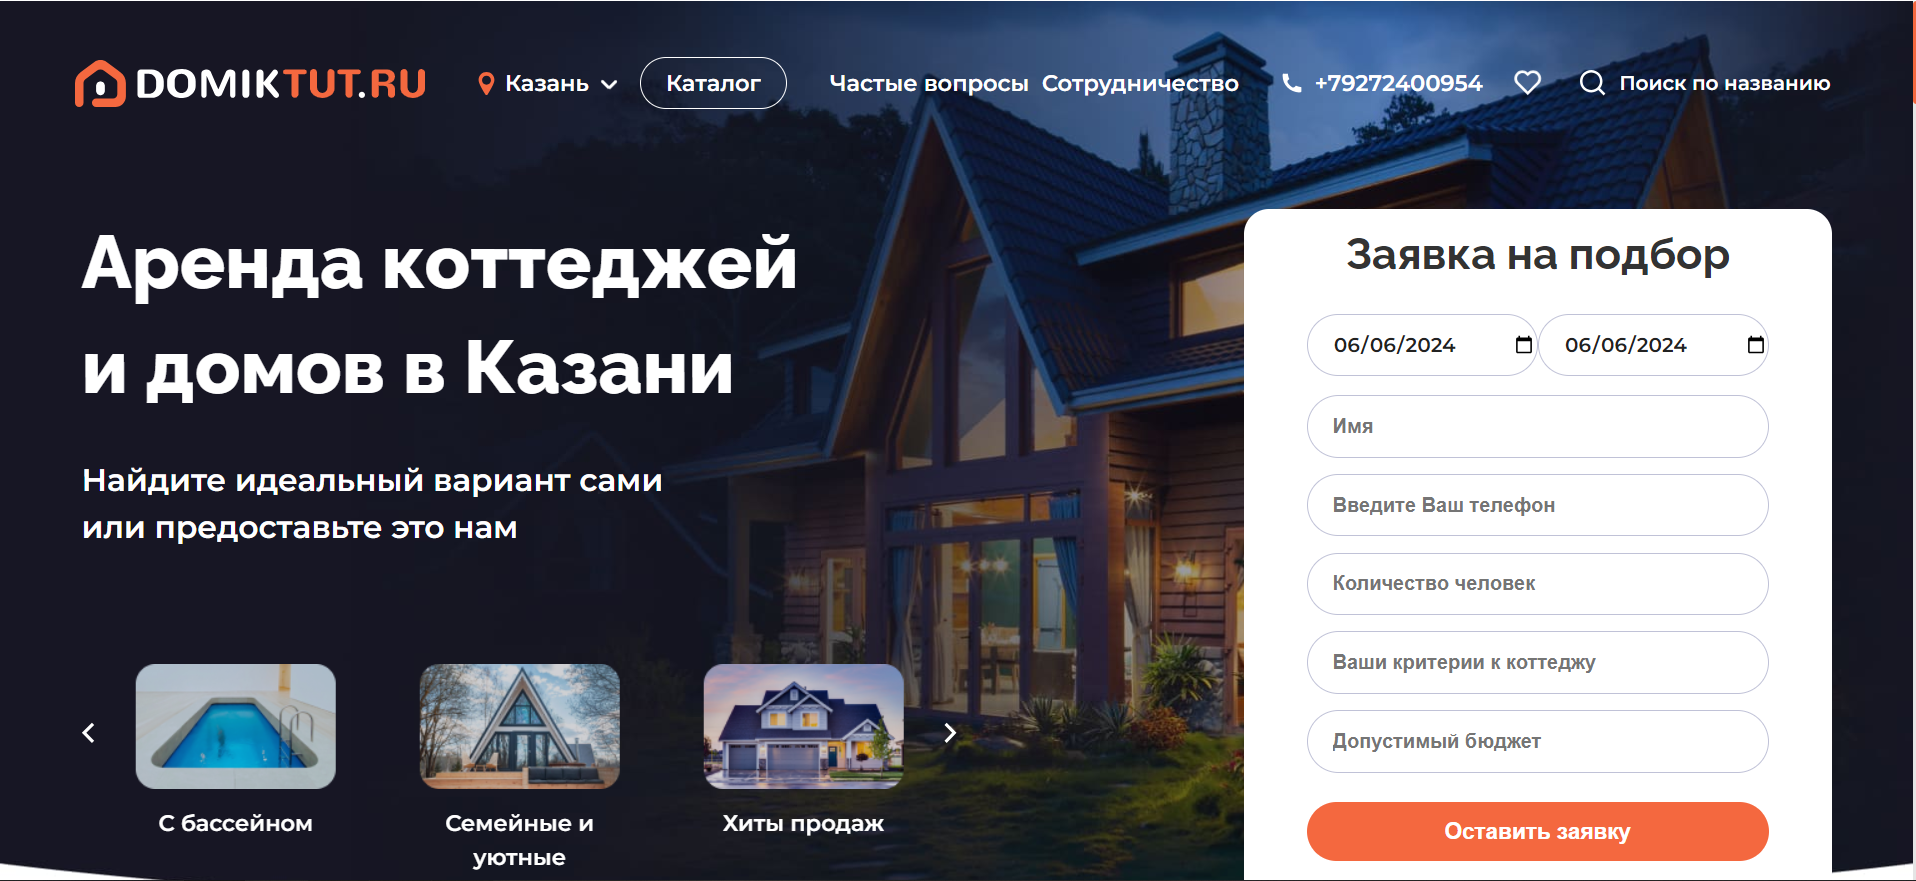 DOMIKTUT.RU
Казань
Каталог
Частые вопросы
Сотрудничество
+79272400954
Поиск по названию
Аренда коттеджей
и домов в Казани
Найдите идеальный вариант сами
или предоставьте это нам
С бассейном
Семейные и
уютные
Хиты продаж
Заявка на подбор
06/06/2024
06/06/2024
Имя
Введите Ваш телефон
Количество человек
Ваши критерии к коттеджу
Допустимый бюджет
Оставить заявку